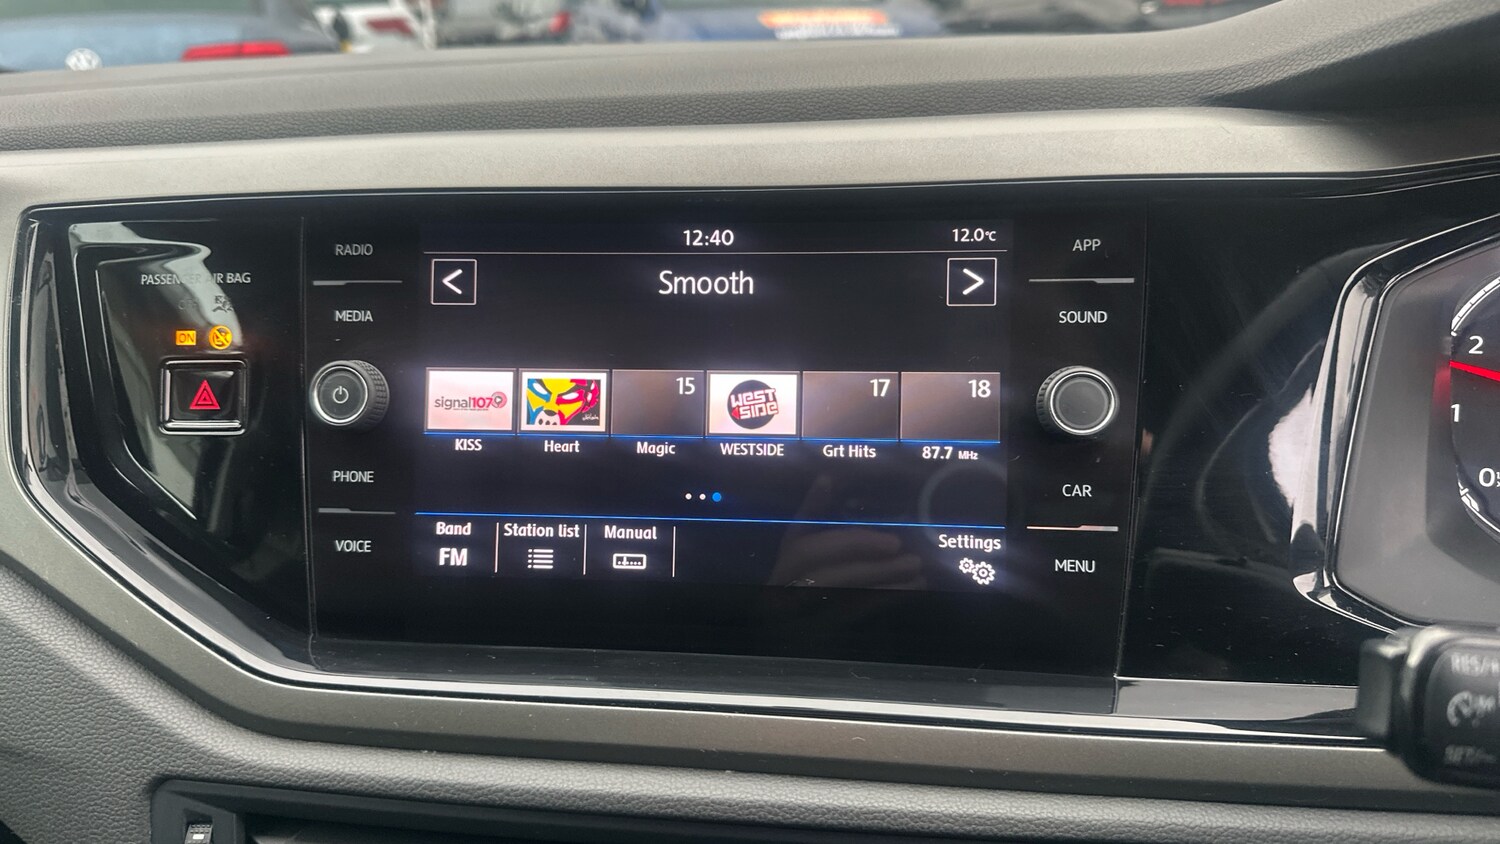 PASSENGER AIR BAG
ON
RADIO
MEDIA
PHONE
VOICE
12:40
12.0°C
<
Smooth
>
signal107
15
WEST SIDE
17
18
KISS
Heart
Magic
WESTSIDE
Grt Hits
87.7 MHz
Band
FM
Station list
Manual
Settings
APP
SOUND
CAR
MENU
2
1